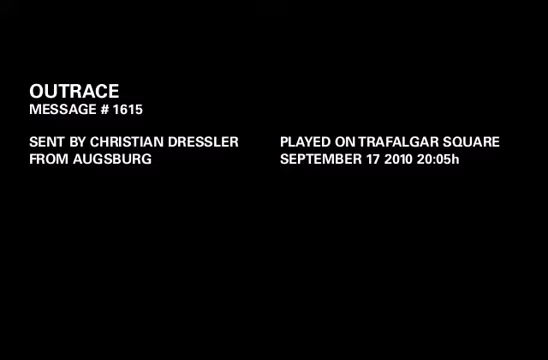 OUTRACE
MESSAGE # 1615
SENT BY CHRISTIAN DRESSLER
FROM AUGSBURG
PLAYED ON TRAFALGAR SQUARE
SEPTEMBER 17 2010 20:05h